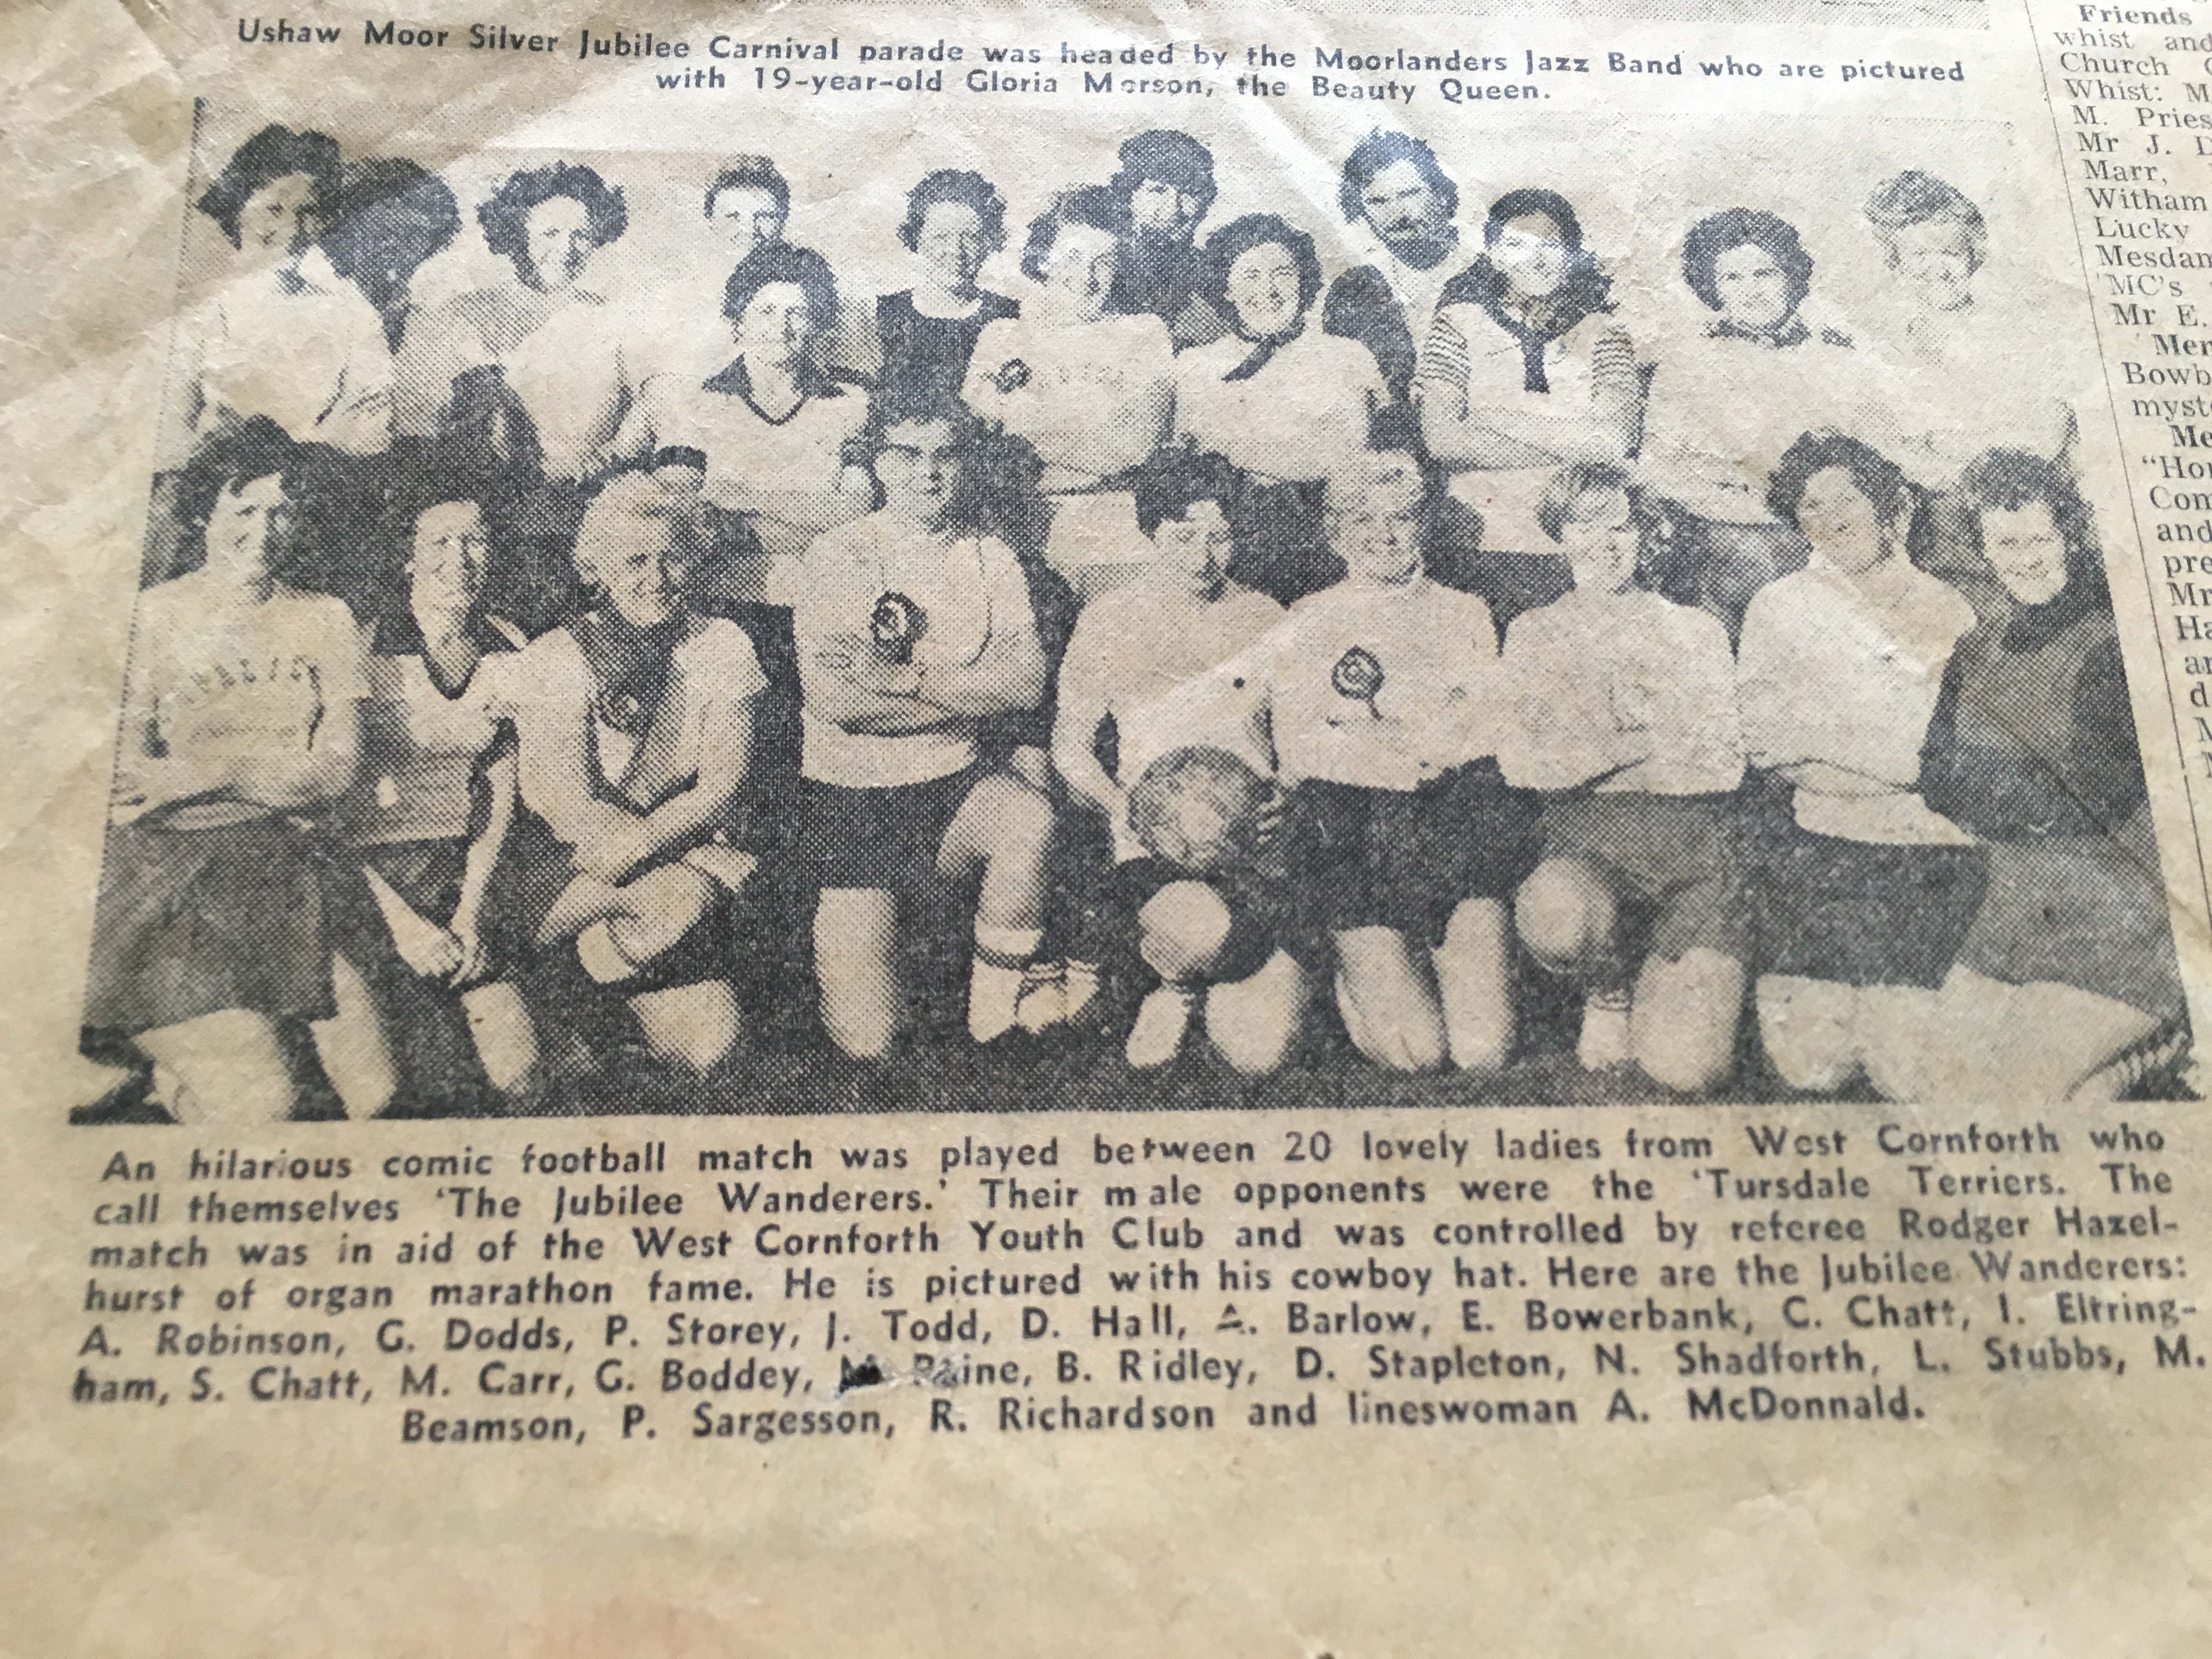 Ushaw Moor Silver Jubilee Carnival parade was headed by the Moorlanders Jazz Band who are pictured
with 19-year-old Gloria Morson, the Beauty Queen.
An hilarious comic football match was played between 20 lovely ladies from West Cornforth who
call themselves ‘The Jubilee Wanderers.’ Their male opponents were the ‘Tursdale Terriers. The
match was in aid of the West Cornforth Youth Club and was controlled by referee Rodger Hazel-
hurst of organ marathon fame. He is pictured with his cowboy hat. Here are the Jubilee Wanderers:
A. Robinson, G. Dodds, P. Storey, J. Todd, D. Hall, A. Barlow, E. Bowerbank, C. Chatt, I. Eltring-
ham, S. Chatt, M. Carr, G. Boddey, Raine, B. Ridley, D. Stapleton, N. Shadforth, L. Stubbs, M.
Beamson, P. Sargesson, R. Richardson and lineswoman A. McDonnald.
Friends
whist and
Church
Whist:
M.
Mr J.
Marr,
Witham
Lucky
MC's
Mr E.
and